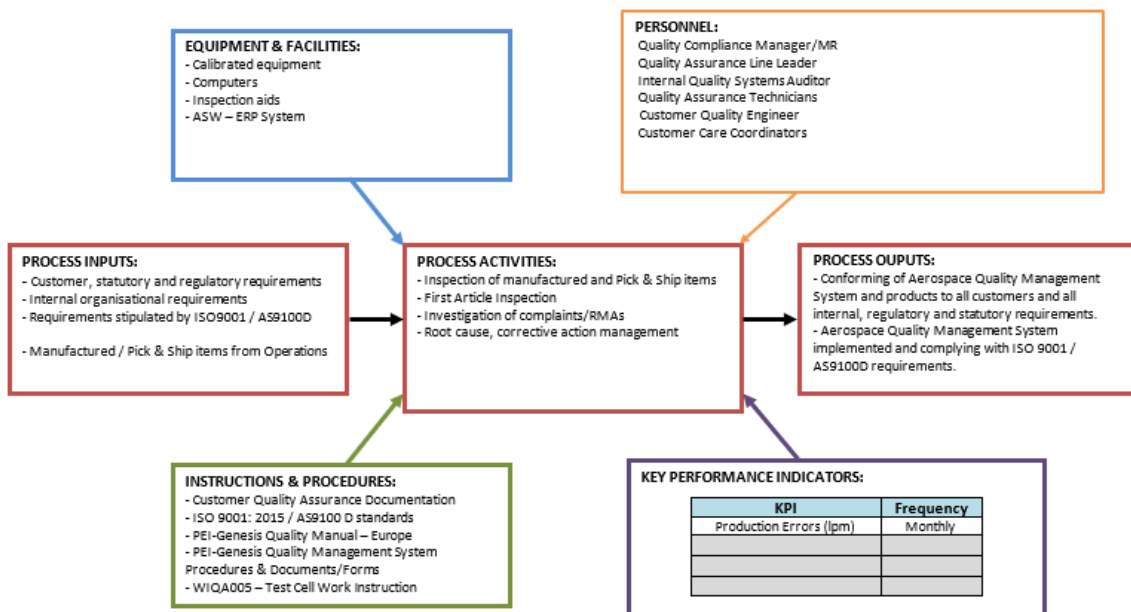 EQUIPMENT & FACILITIES:
- Calibrated equipment
- Computers
- Inspection aids
- ASW – ERP System
PERSONNEL:
Quality Compliance Manager/MR
Quality Assurance Line Leader
Internal Quality Systems Auditor
Quality Assurance Technicians
Customer Quality Engineer
Customer Care Coordinators
PROCESS INPUTS:
- Customer, statutory and regulatory requirements
- Internal organisational requirements
- Requirements stipulated by ISO9001 / AS9100D
- Manufactured / Pick & Ship items from Operations
PROCESS ACTIVITIES:
- Inspection of manufactured and Pick & Ship items
- First Article Inspection
- Investigation of complaints/RMAs
- Root cause, corrective action management
PROCESS OUPUTS:
- Conforming of Aerospace Quality Management
System and products to all customers and all
internal, regulatory and statutory requirements.
- Aerospace Quality Management System
implemented and complying with ISO 9001 /
AS9100D requirements.
INSTRUCTIONS & PROCEDURES:
- Customer Quality Assurance Documentation
- ISO 9001: 2015 / AS9100 D standards
- PEI-Genesis Quality Manual – Europe
- PEI-Genesis Quality Management System
Procedures & Documents/Forms
- WIQA005 – Test Cell Work Instruction
KEY PERFORMANCE INDICATORS:
KPI Frequency
Production Errors (lpm) Monthly